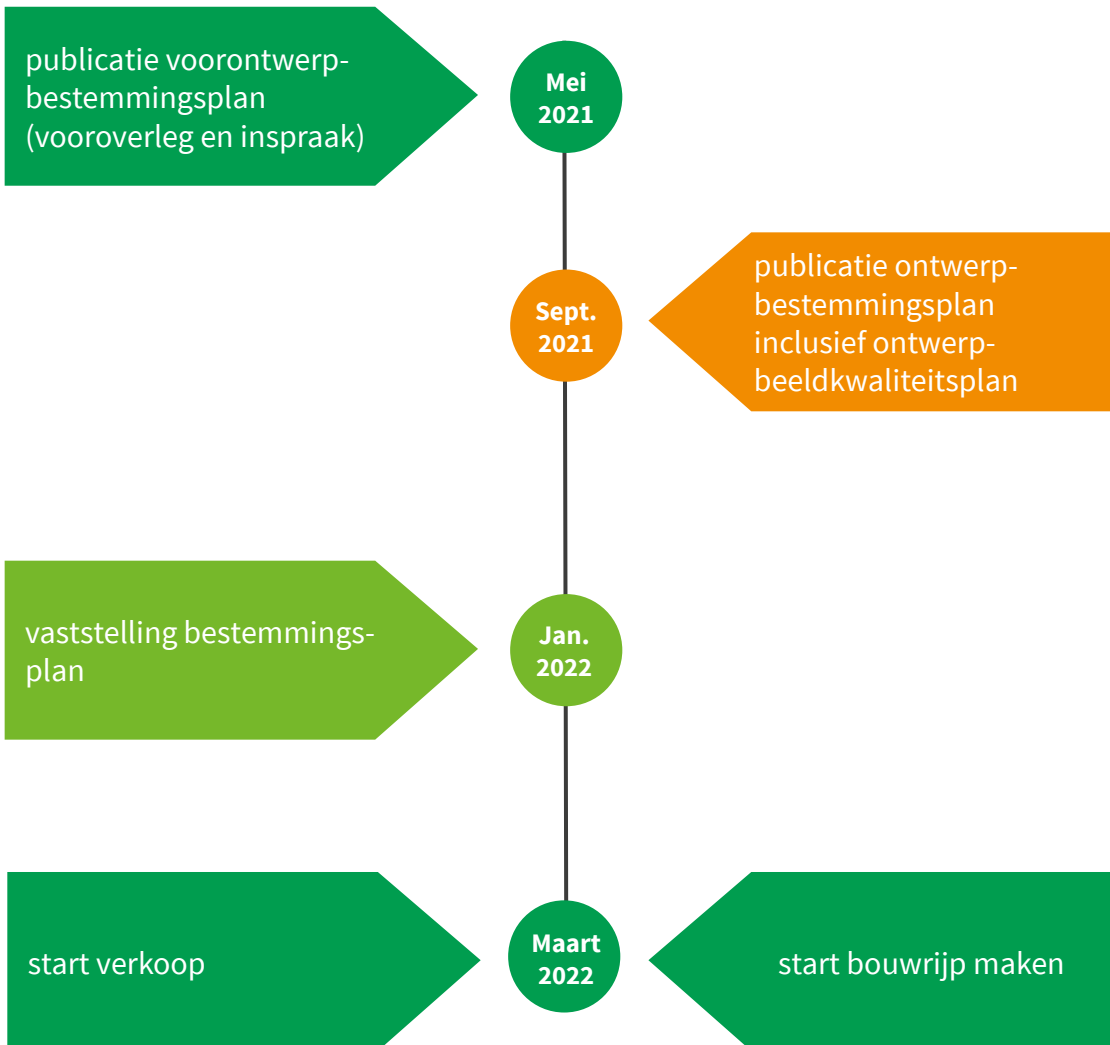 publicatie voorontwerp-
bestemmingsplan
(vooroverleg en inspraak)
Mei
2021
Sept.
2021
publicatie ontwerp-
bestemmingsplan
inclusief ontwerp-
beeldkwaliteitsplan
vaststelling bestemmings-
plan
Jan.
2022
start verkoop
Maart
2022
start bouwrijp maken